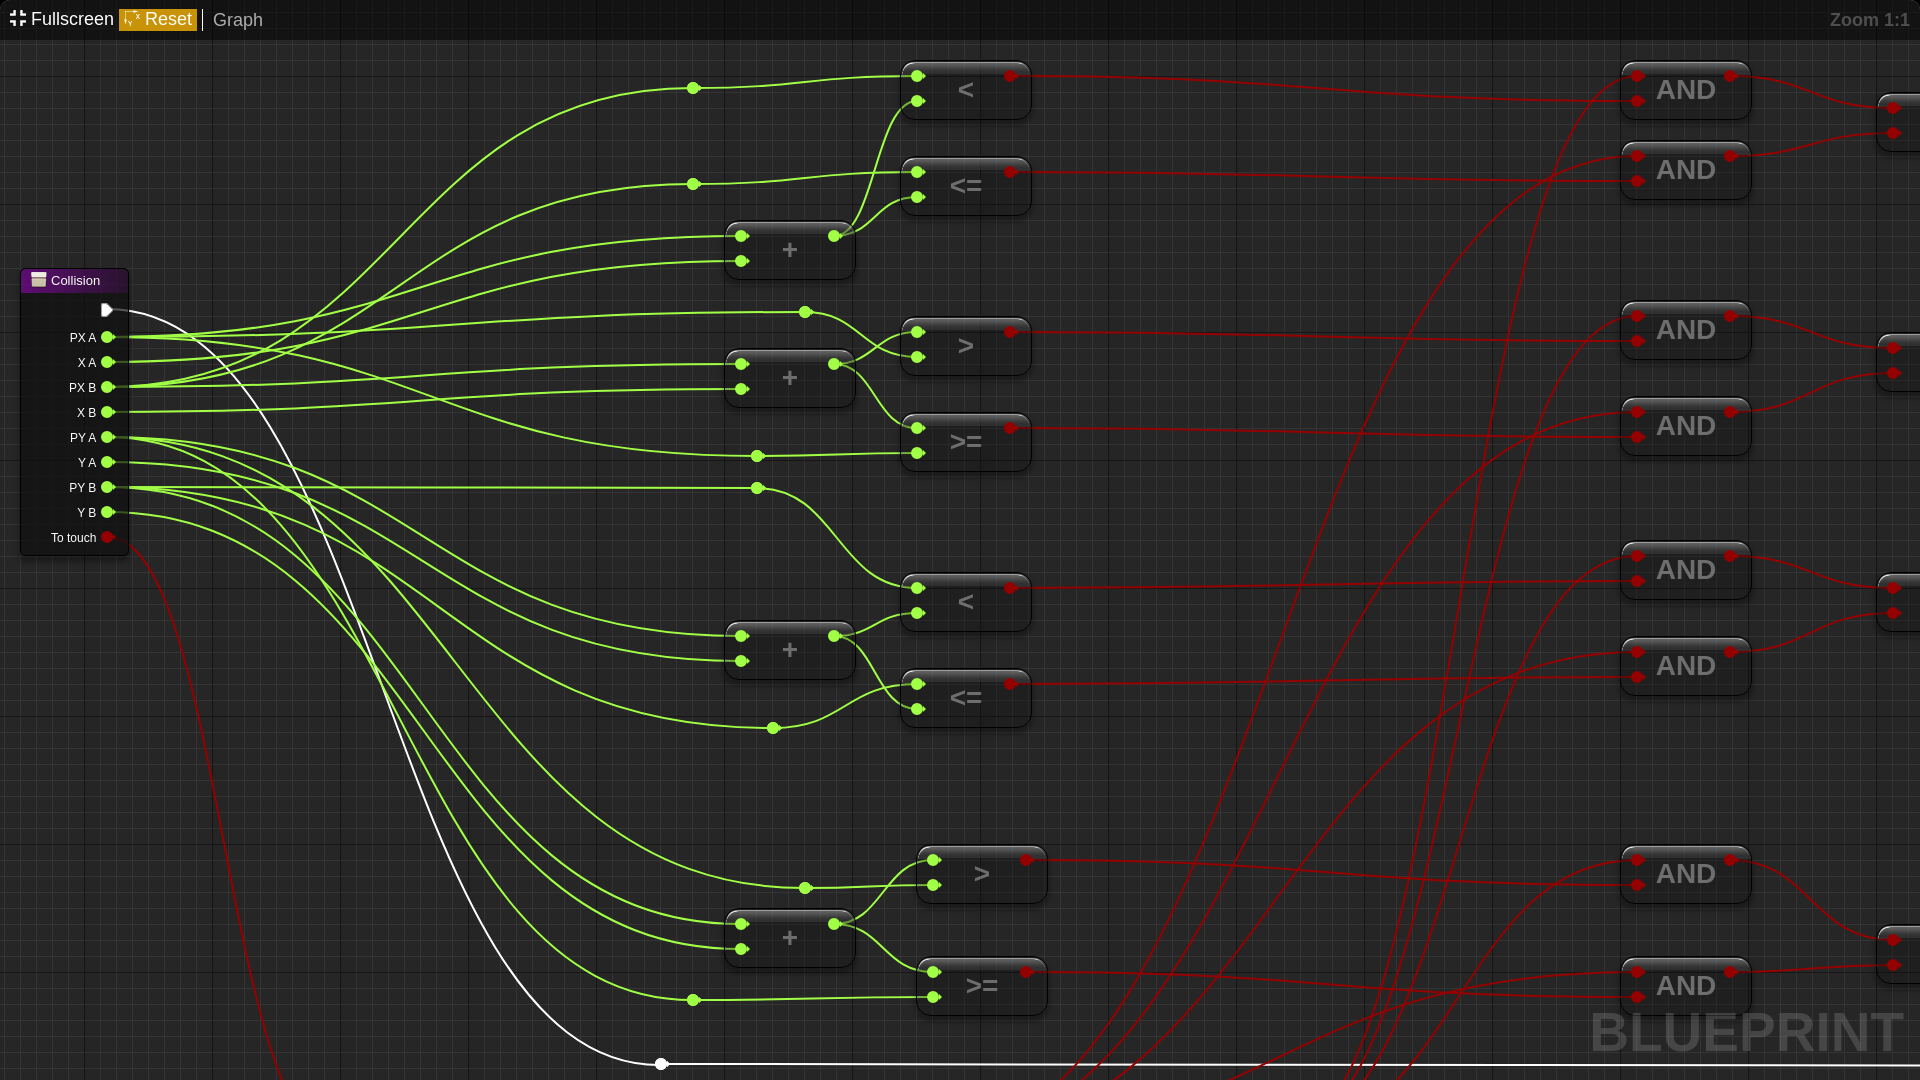 Fullscreen Reset Graph Zoom 1:1
< AND
<= AND
+
Collision
PX A
X A
PX B
X B
PY A
Y A
PY B
Y B
To touch
> AND
+
>= AND
< AND
+
<= AND
> AND
+
>= AND
BLUEPRINT